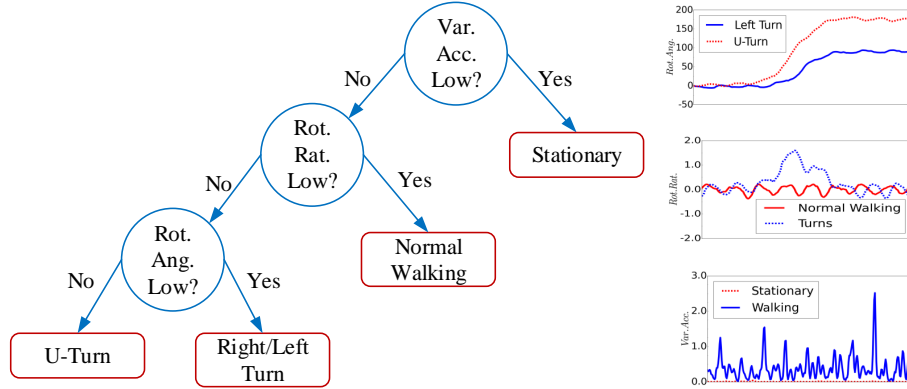 Var.
Acc.
Low?
No
Yes
Rot.
Rat.
Low?
Stationary
No
Yes
Rot.
Ang.
Low?
Normal
Walking
No
Yes
U-Turn
Right/Left
Turn
200
150
100
50
0
-50
Rot.Ang.
Left Turn
U-Turn
2.0
1.0
0.0
-1.0
-2.0
Rot.Rat.
Normal Walking
Turns
3.0
2.0
1.0
0.0
Var.Acc.
Stationary
Walking